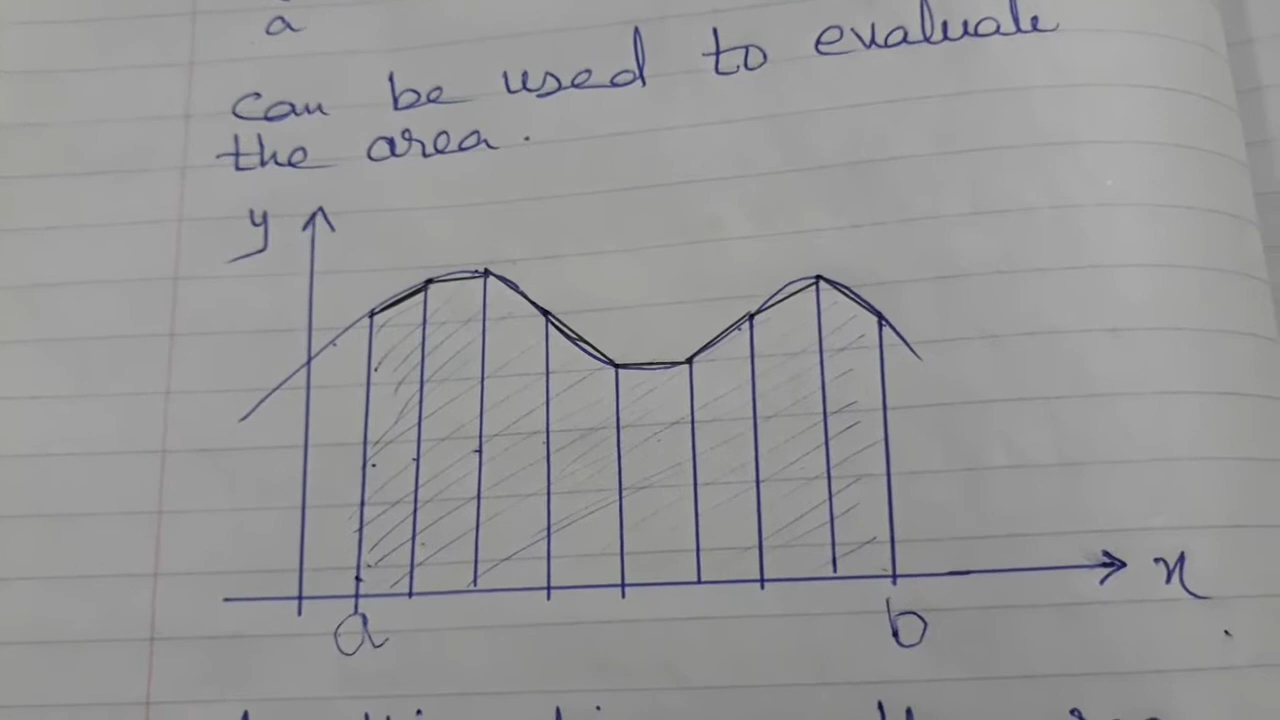 a
can be used to evaluate
the area.
y
x
a b